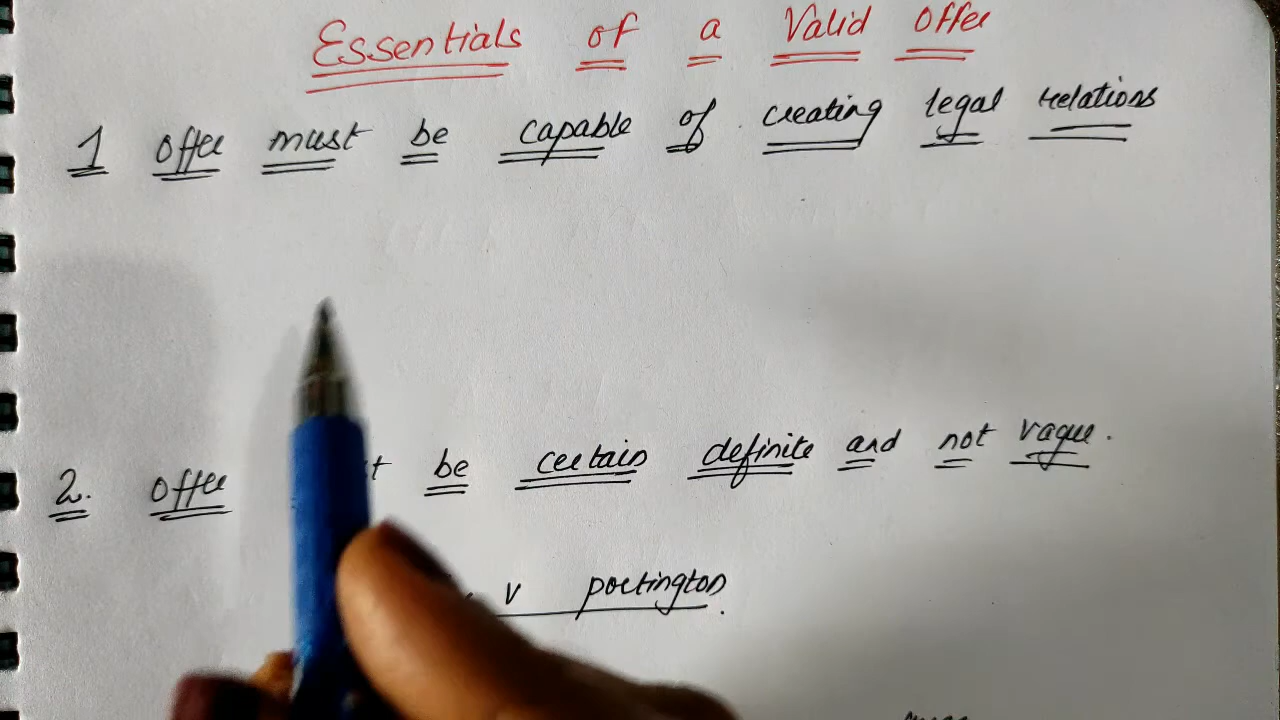 Essentials of a Valid Offer
1 Offer must be capable of creating legal relations
2. Offer be certain definite and not vague.
v Portington.